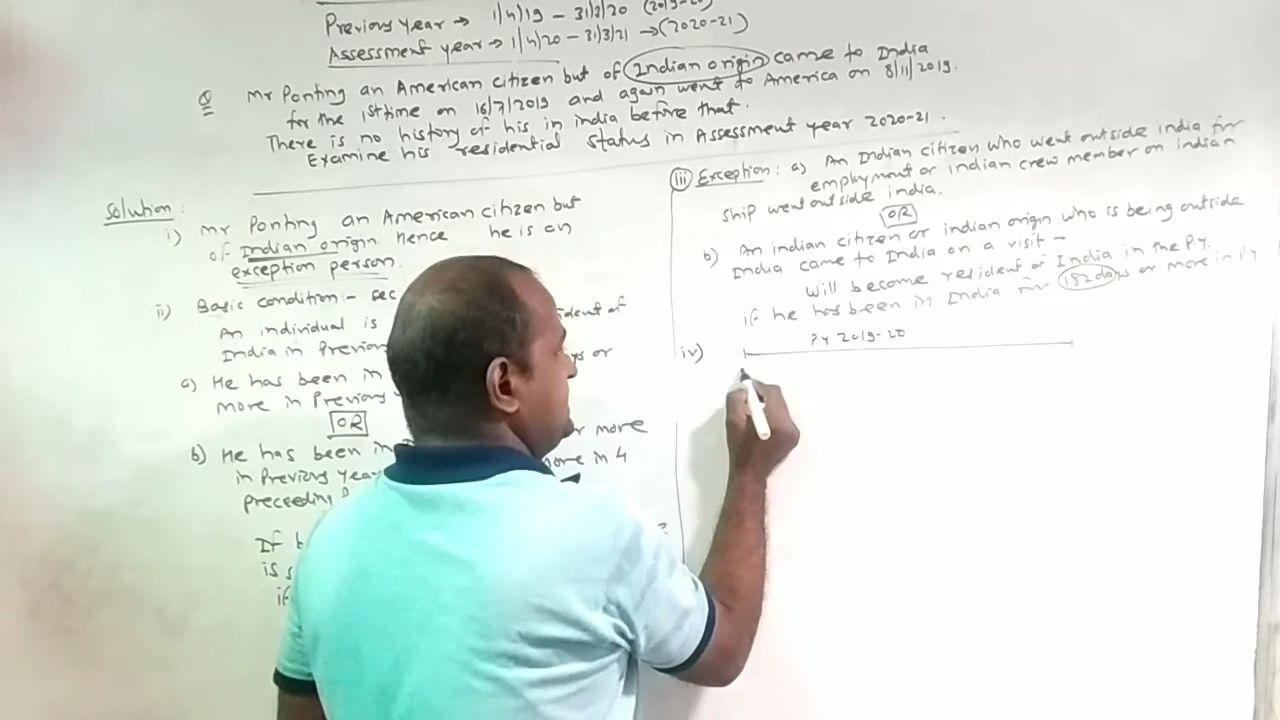 Previous year → 1/4/19 – 31/3/20 (2019-20)
Assessment year → 1/4/20 – 31/3/21 → (2020-21)
Q Mr Ponting an American citizen but of Indian origin came to India
for the 1st time on 16/7/2019 and again went to America on 8/11/2019.
There is no history of his in india before that.
Examine his residential status in Assessment year 2020-21.
Solution:
i) Mr Ponting an American citizen but
of Indian origin hence he is an
exception person.
ii) Basic condition – sec
An individual is ident of
India in Previou ys or
a) He has been in
more in Previous
OR
b) He has been in r more
in Previous year more in 4
preceeding
If b
is s
if
iii Exception: a) An Indian citizen who went outside india for
employment or indian crew member on indian
ship went outside india.
OR
b) An indian citizen or indian origin who is being outside
India came to India on a visit –
will become resident of India in the P.Y.
if he has been in India for 182 days or more in P.Y
PY 2019-20
iv)